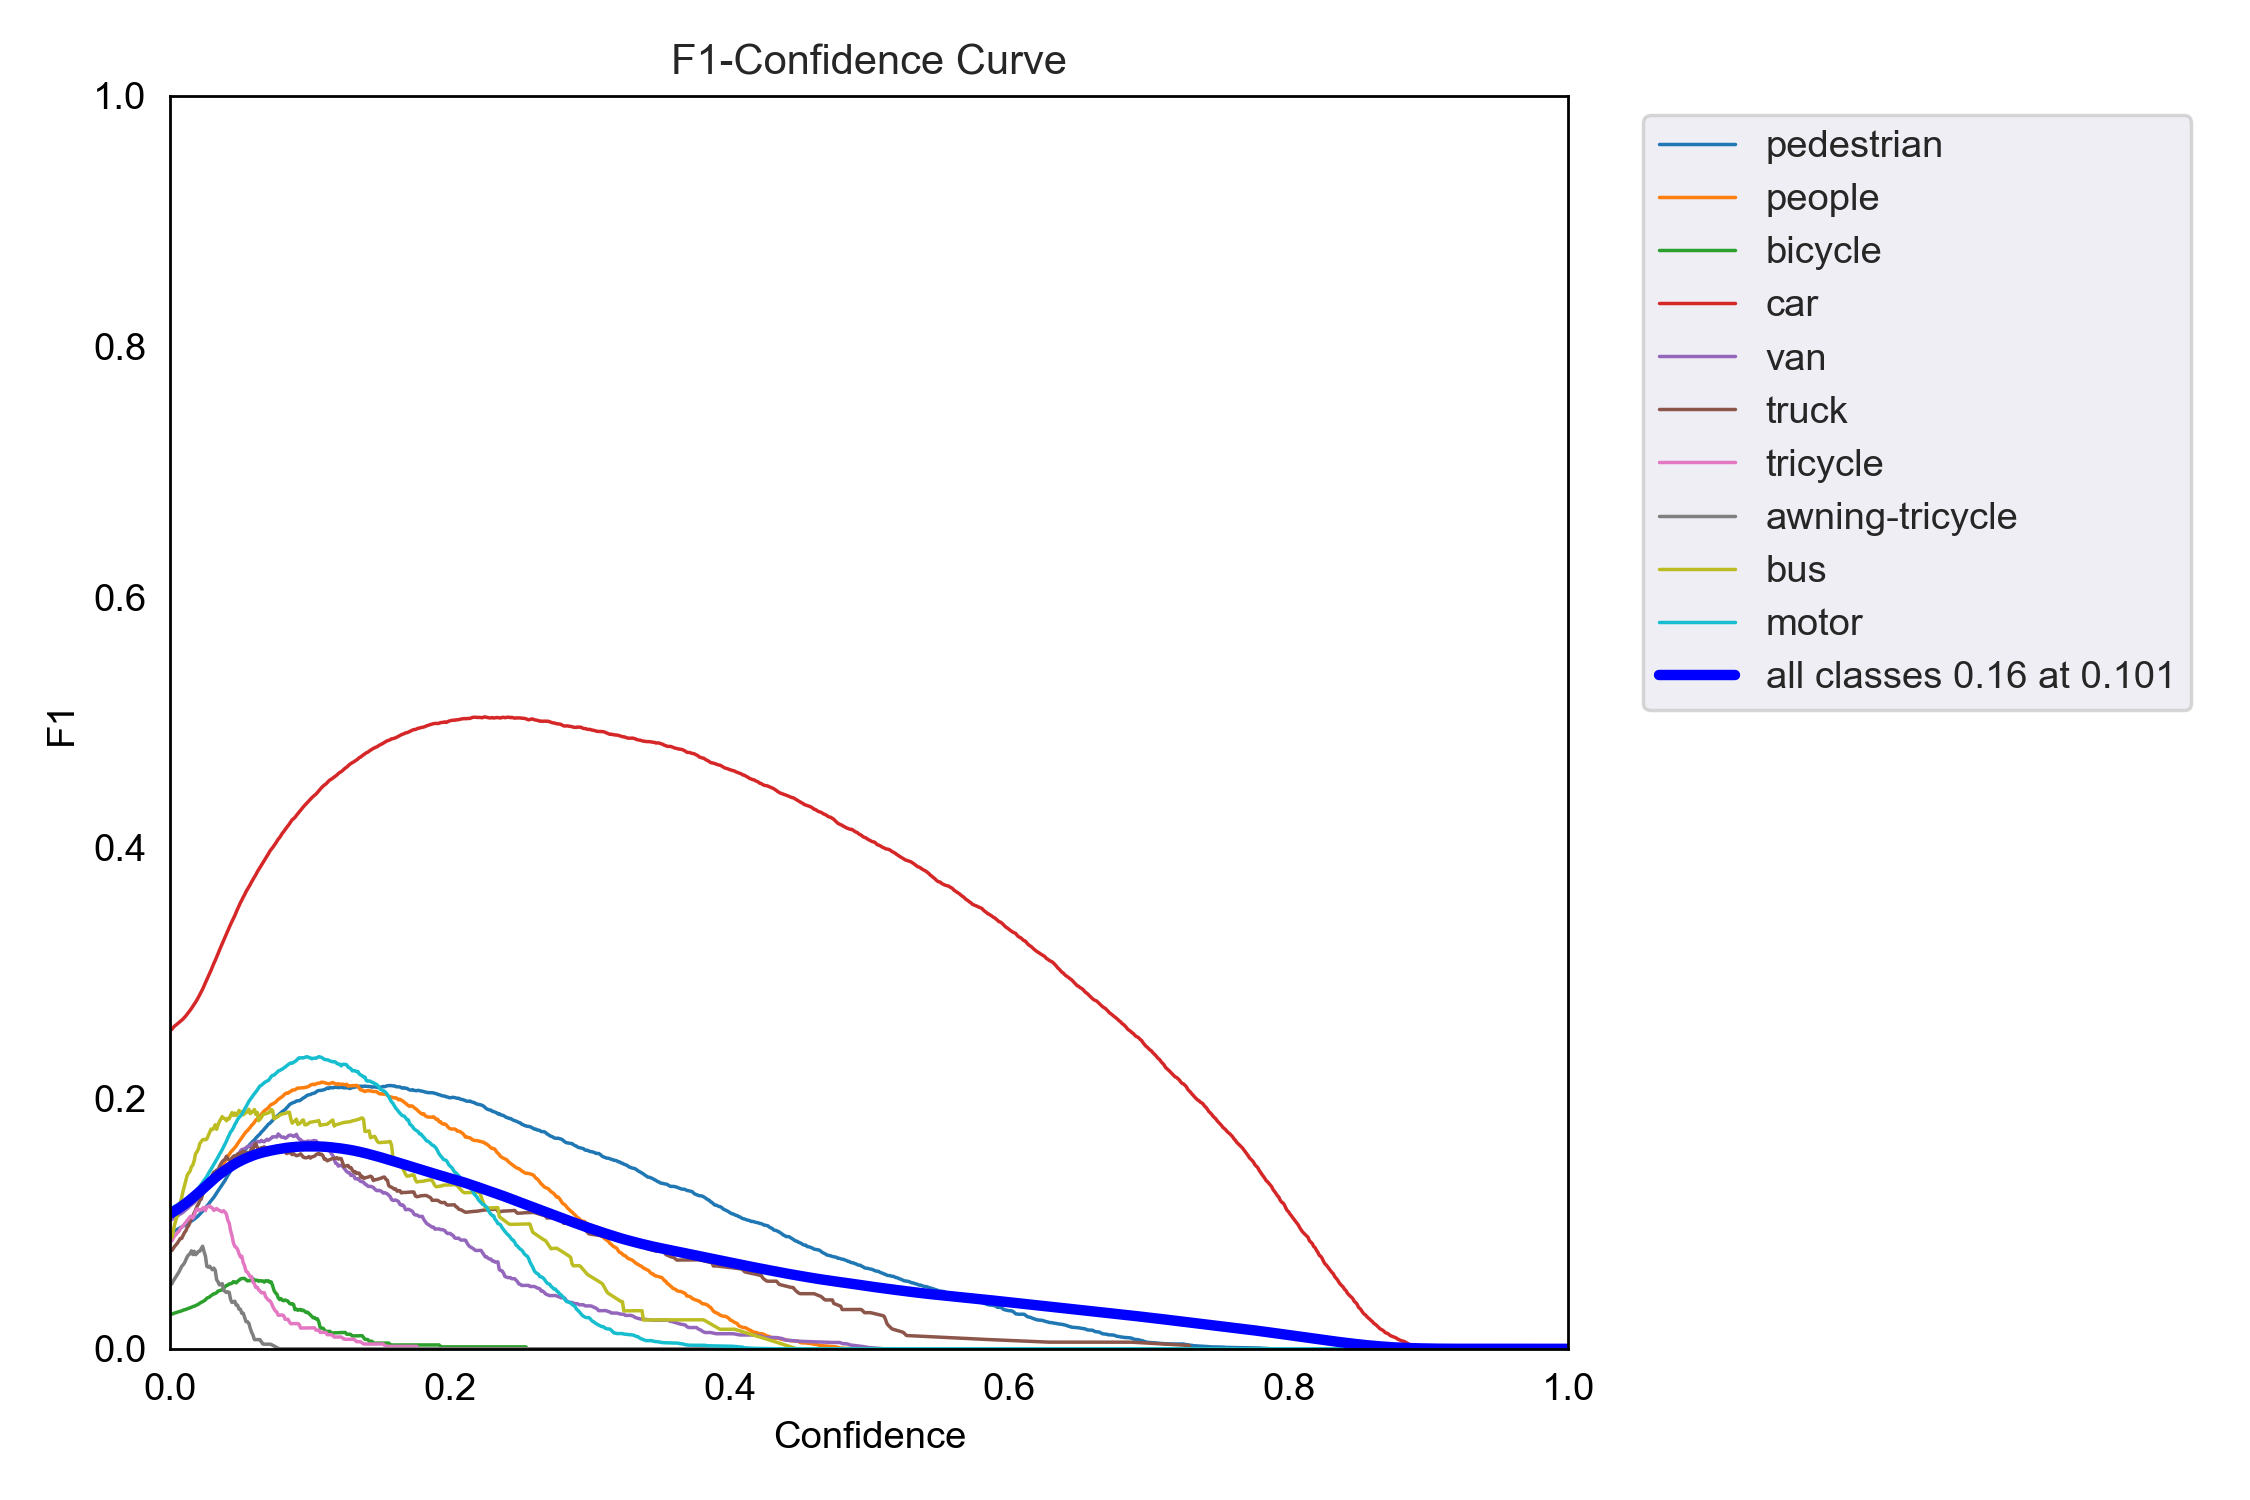 F1-Confidence Curve
1.0
0.8
0.6
0.4
0.2
0.0
F1
0.0 0.2 0.4 0.6 0.8 1.0
Confidence
pedestrian
people
bicycle
car
van
truck
tricycle
awning-tricycle
bus
motor
all classes 0.16 at 0.101